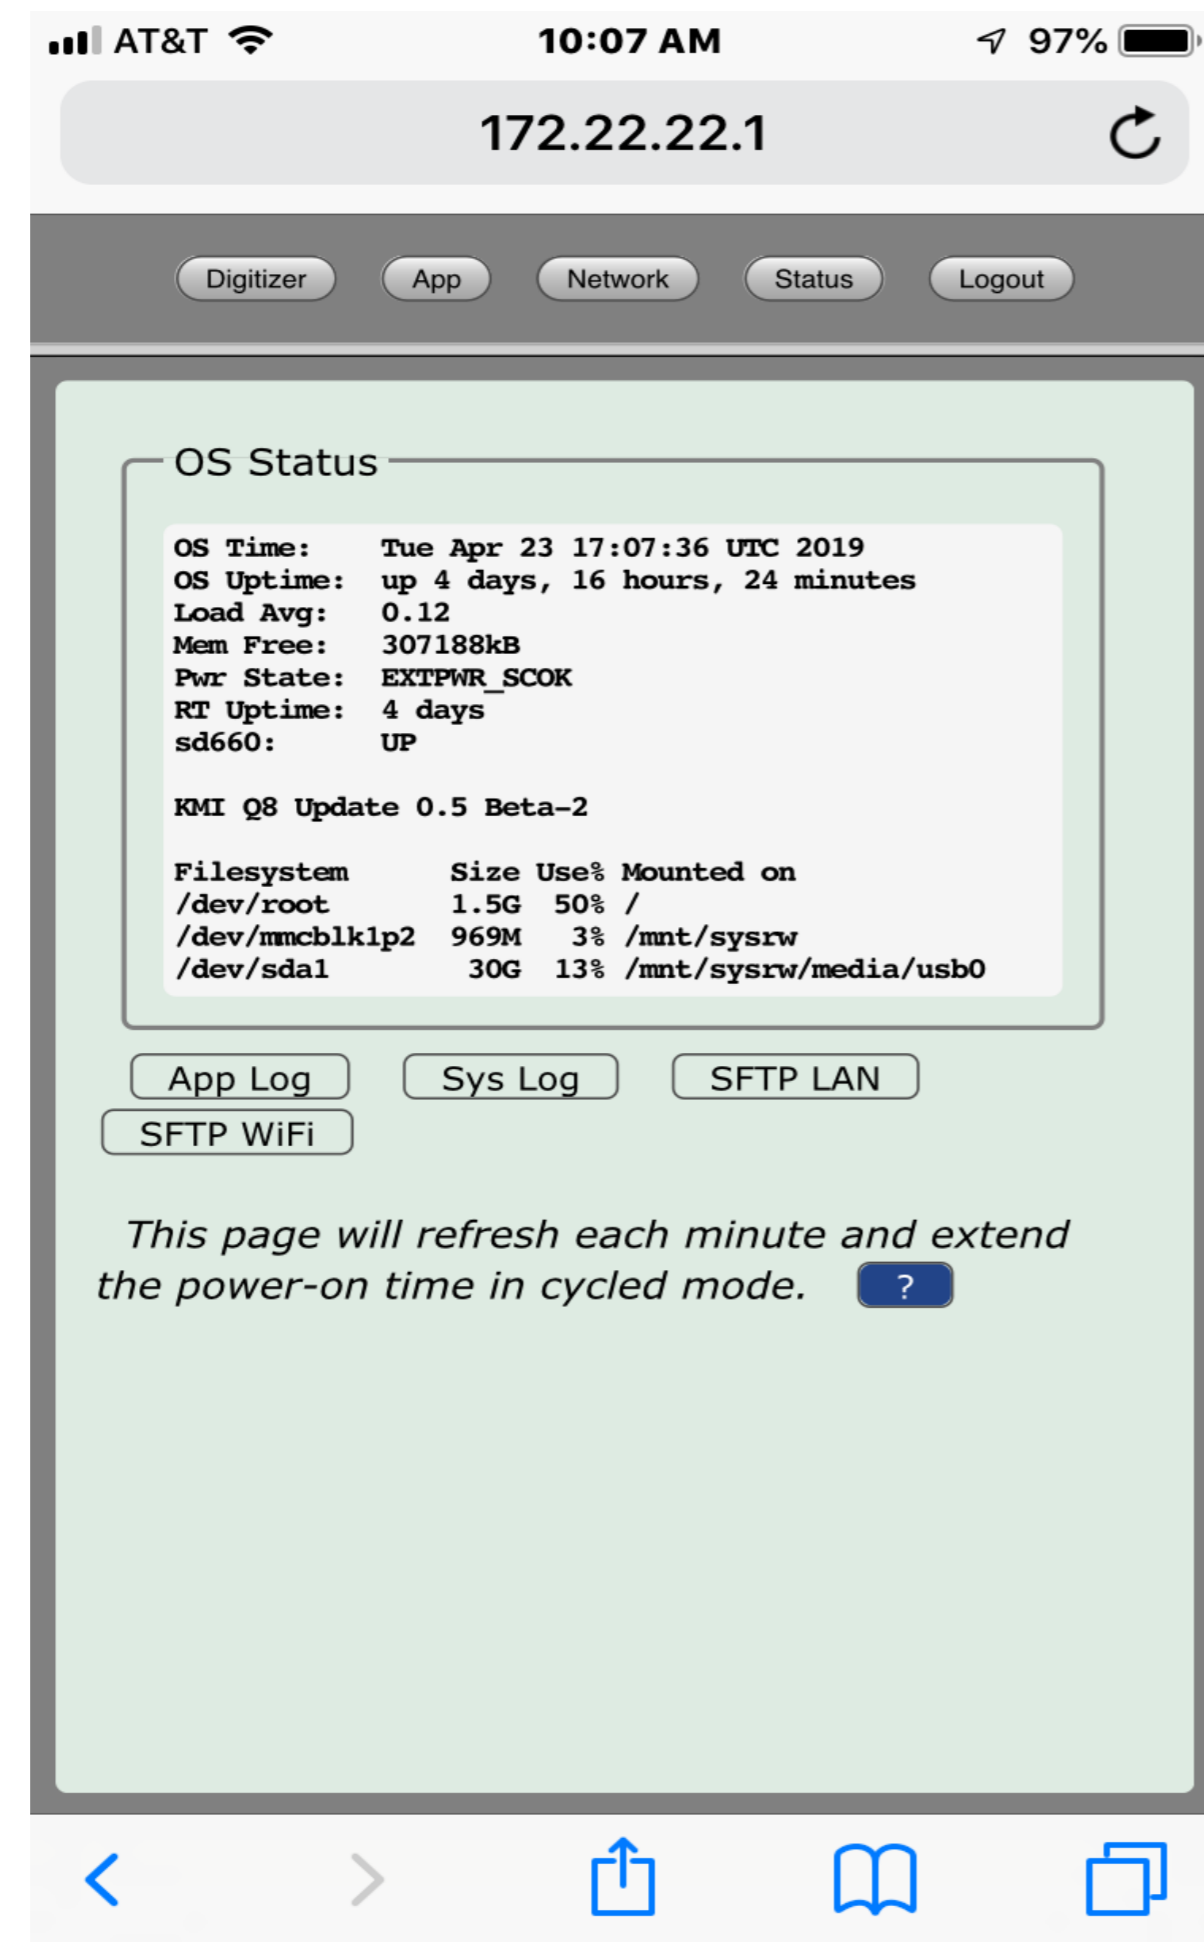 AT&T 10:07 AM 97%
172.22.22.1
Digitizer App Network Status Logout
OS Status
OS Time: Tue Apr 23 17:07:36 UTC 2019
OS Uptime: up 4 days, 16 hours, 24 minutes
Load Avg: 0.12
Mem Free: 307188kB
Pwr State: EXTPWR_SCOK
RT Uptime: 4 days
sd660: UP
KMI Q8 Update 0.5 Beta-2
Filesystem Size Use% Mounted on
/dev/root 1.5G 50% /
/dev/mmcblk1p2 969M 3% /mnt/sysrw
/dev/sda1 30G 13% /mnt/sysrw/media/usb0
App Log Sys Log SFTP LAN
SFTP WiFi
This page will refresh each minute and extend
the power-on time in cycled mode. ?